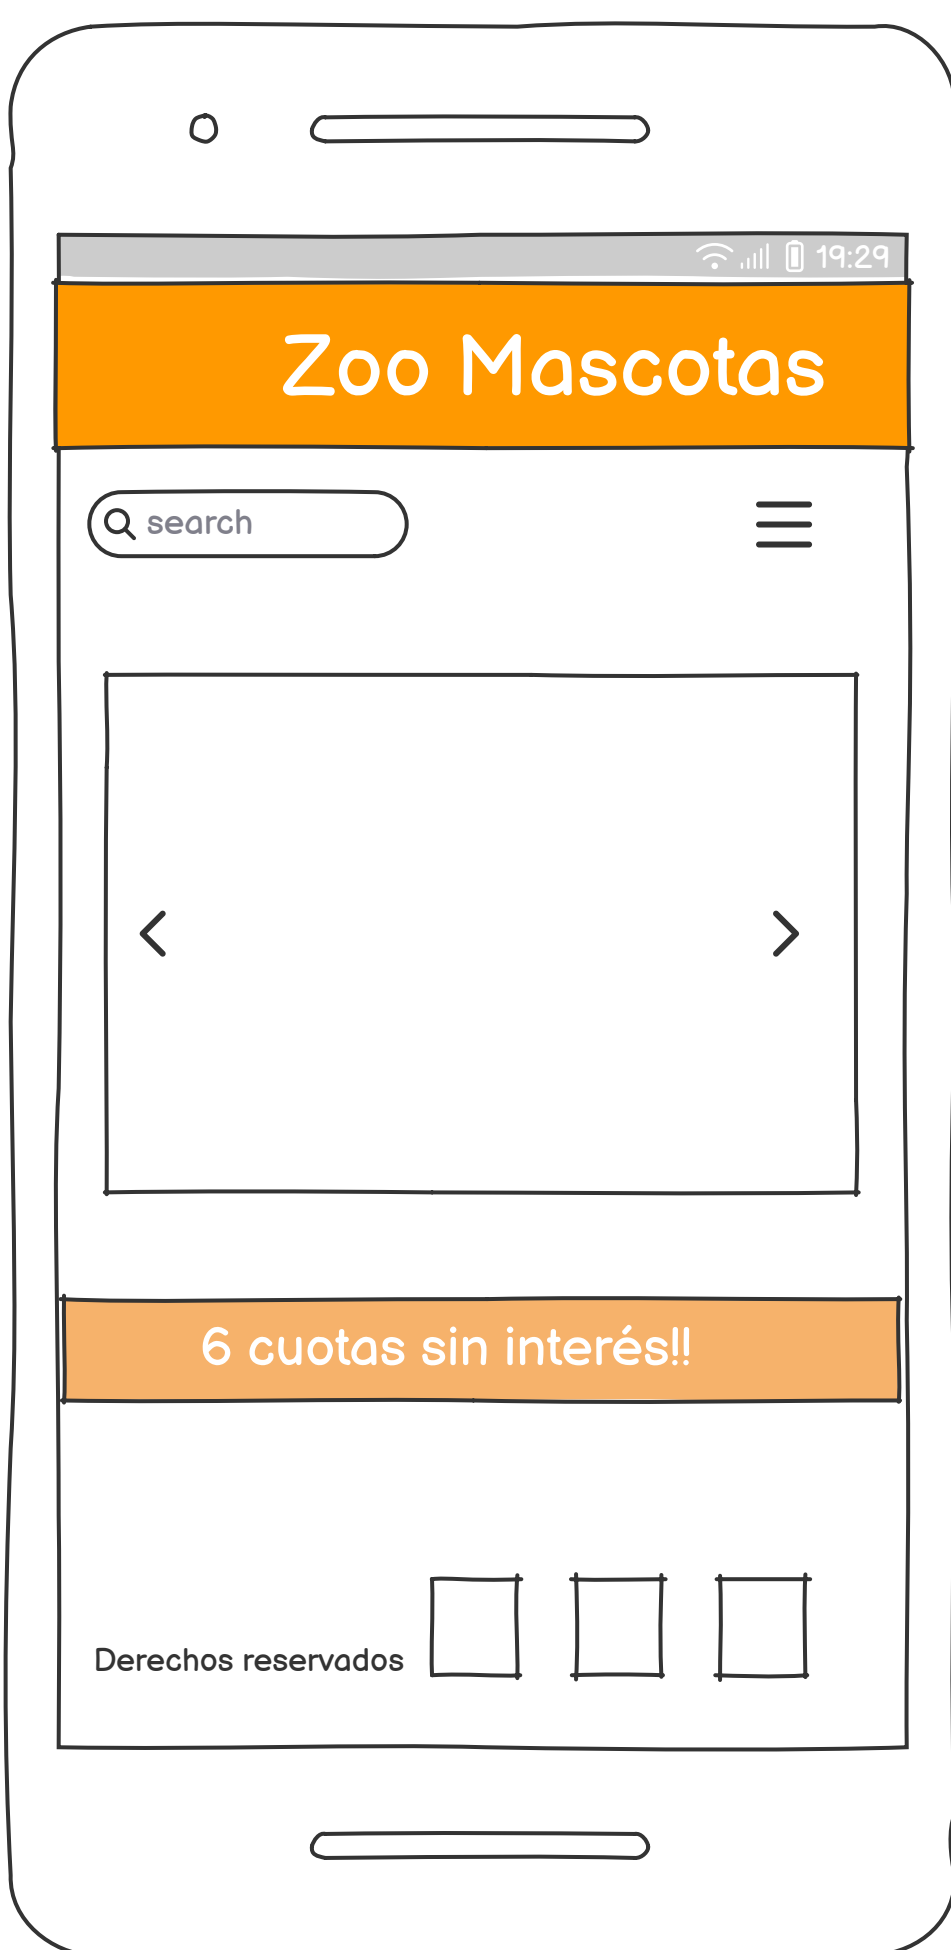 19:29
Zoo Mascotas
search
6 cuotas sin interés!!
Derechos reservados